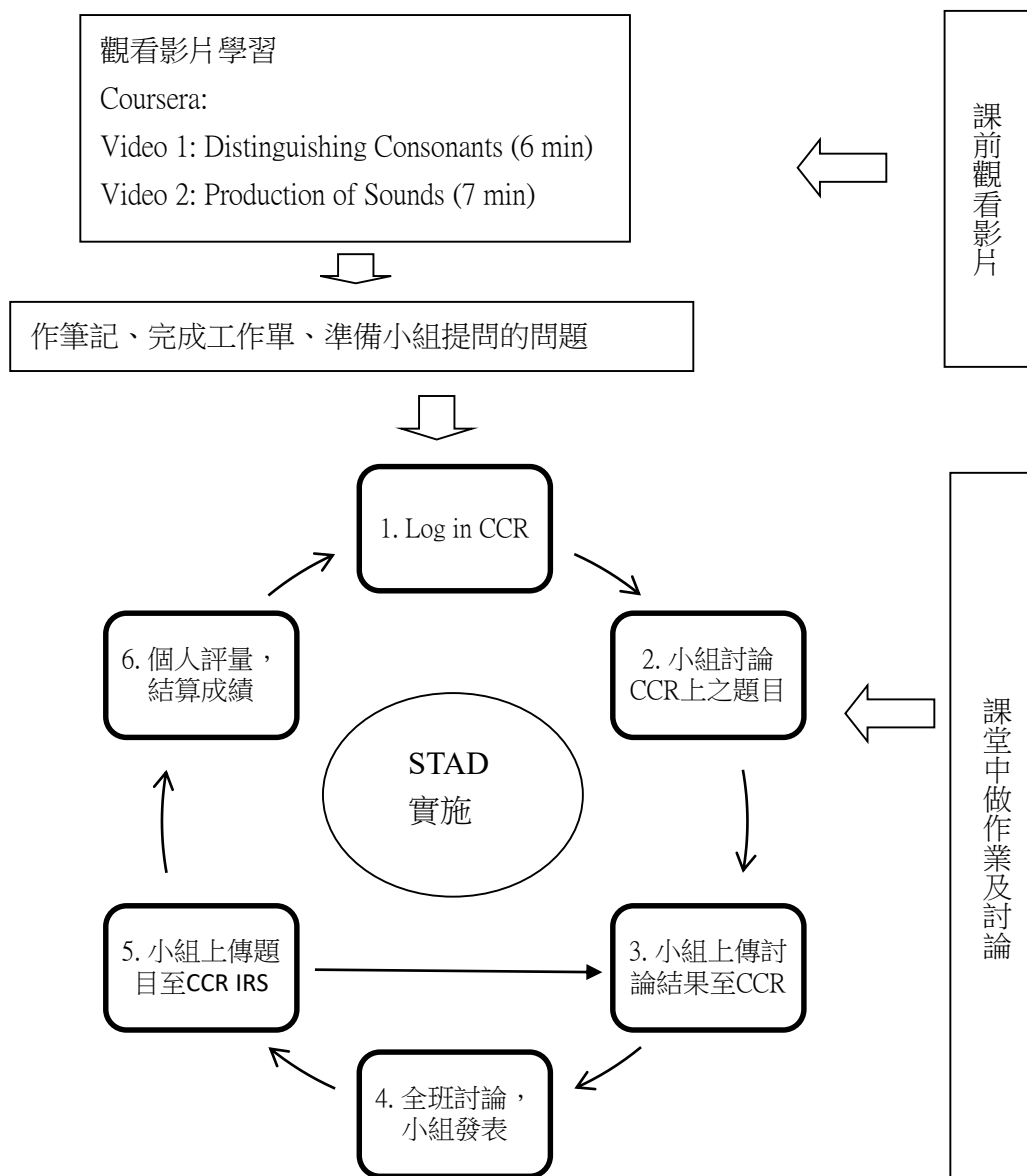 觀看影片學習
Coursera:
Video 1: Distinguishing Consonants (6 min)
Video 2: Production of Sounds (7 min)
課前觀看影片
作筆記、完成工作單、準備小組提問的問題
1. Log in CCR
2. 小組討論
CCR上之題目
3. 小組上傳討
論結果至CCR
4. 全班討論，
小組發表
5. 小組上傳題
目至CCR IRS
6. 個人評量，
結算成績
STAD
實施
課堂中做作業及討論